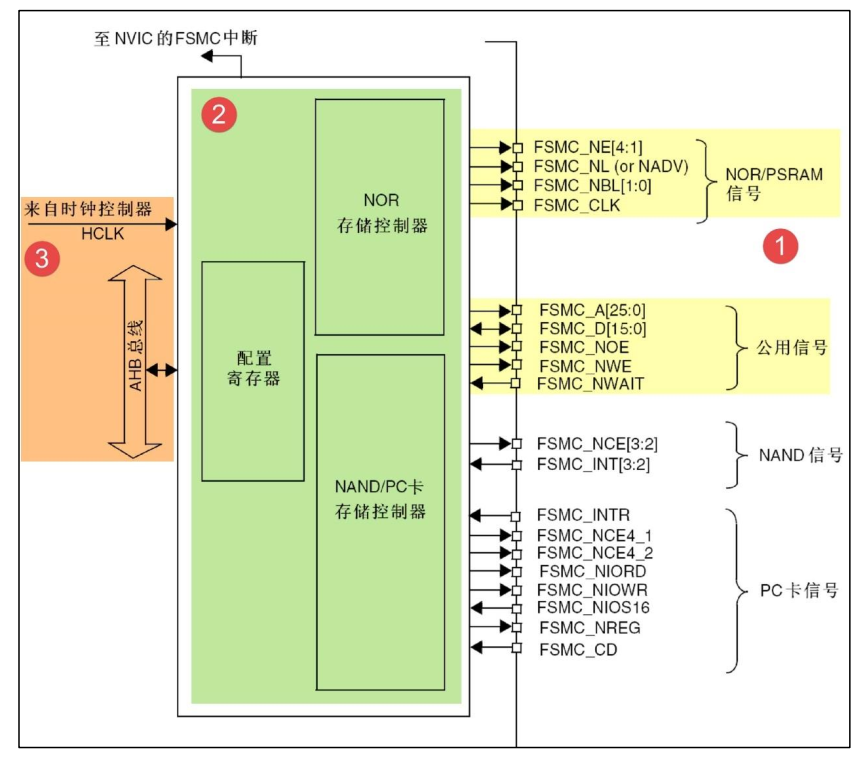 至 NVIC 的FSMC中断
2
NOR
存储控制器
配置
寄存器
NAND/PC卡
存储控制器
来自时钟控制器
HCLK
3
AHB 总线
FSMC_NE[4:1]
FSMC_NL (or NADV)
FSMC_NBL[1:0]
FSMC_CLK
NOR/PSRAM
信号
1
FSMC_A[25:0]
FSMC_D[15:0]
FSMC_NOE
FSMC_NWE
FSMC_NWAIT
公用信号
FSMC_NCE[3:2]
FSMC_INT[3:2]
NAND 信号
FSMC_INTR
FSMC_NCE4_1
FSMC_NCE4_2
FSMC_NIORD
FSMC_NIOWR
FSMC_NIOS16
FSMC_NREG
FSMC_CD
PC卡信号